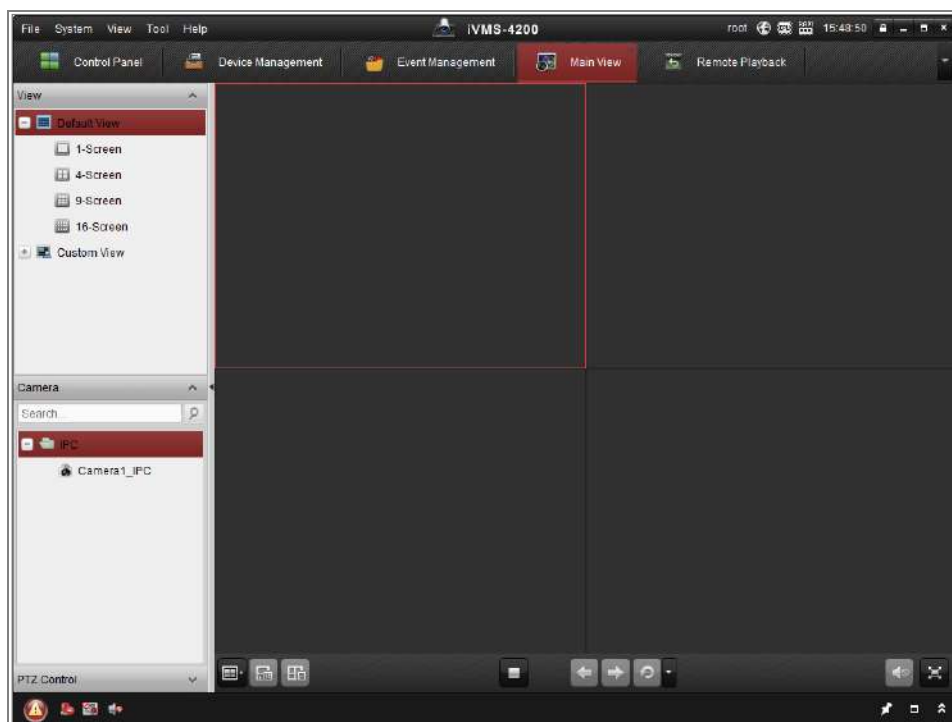 File System View Tool Help iVMS-4200 root 15:48:50
Control Panel Device Management Event Management Main View Remote Playback
View
Default View
1-Screen
4-Screen
9-Screen
16-Screen
Custom View
Camera
Search...
IPC
Camera1_IPC
PTZ Control